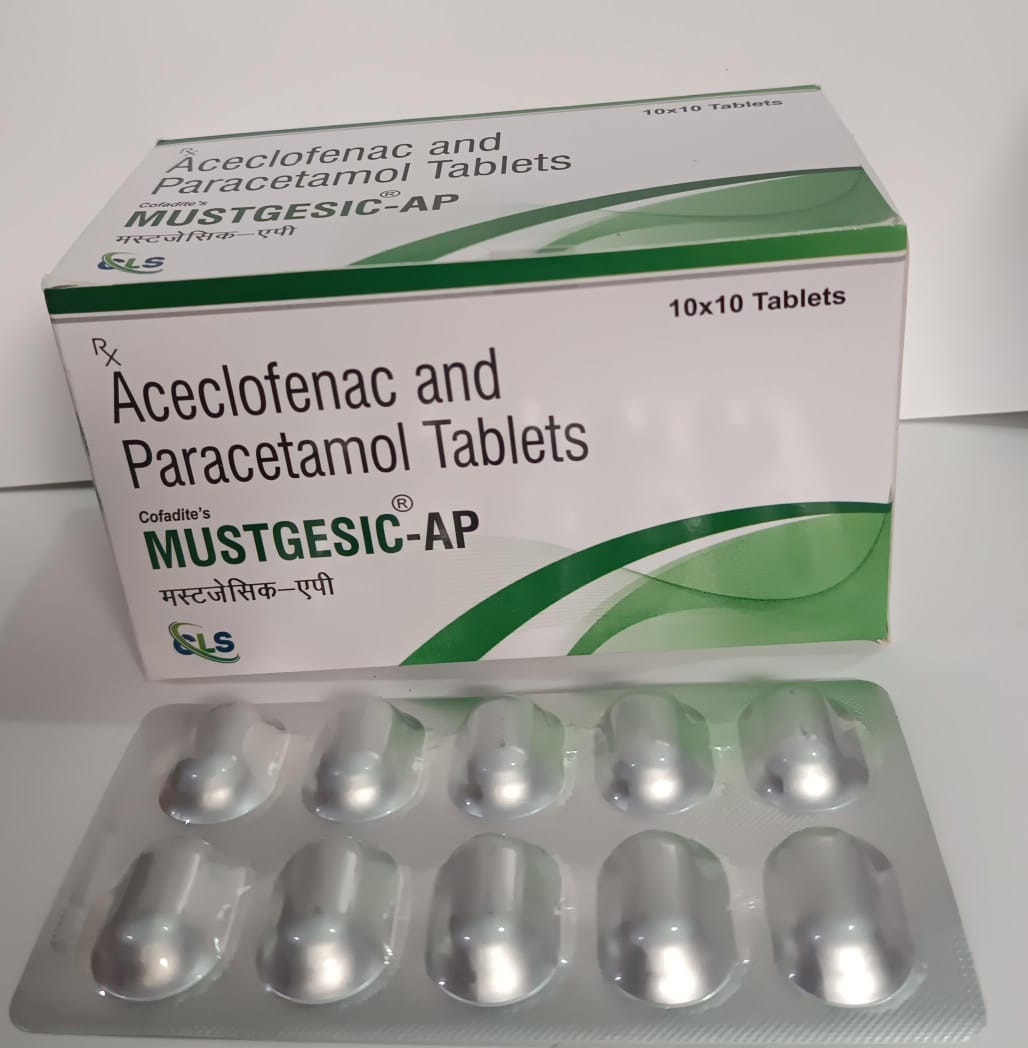 10x10 Tablets
Rx
Aceclofenac and
Paracetamol Tablets
Cofadite's
MUSTGESIC®-AP
मस्टजेसिक–एपी
CLS
10x10 Tablets
Rx
Aceclofenac and
Paracetamol Tablets
Cofadite's
MUSTGESIC®-AP
मस्टजेसिक–एपी
CLS